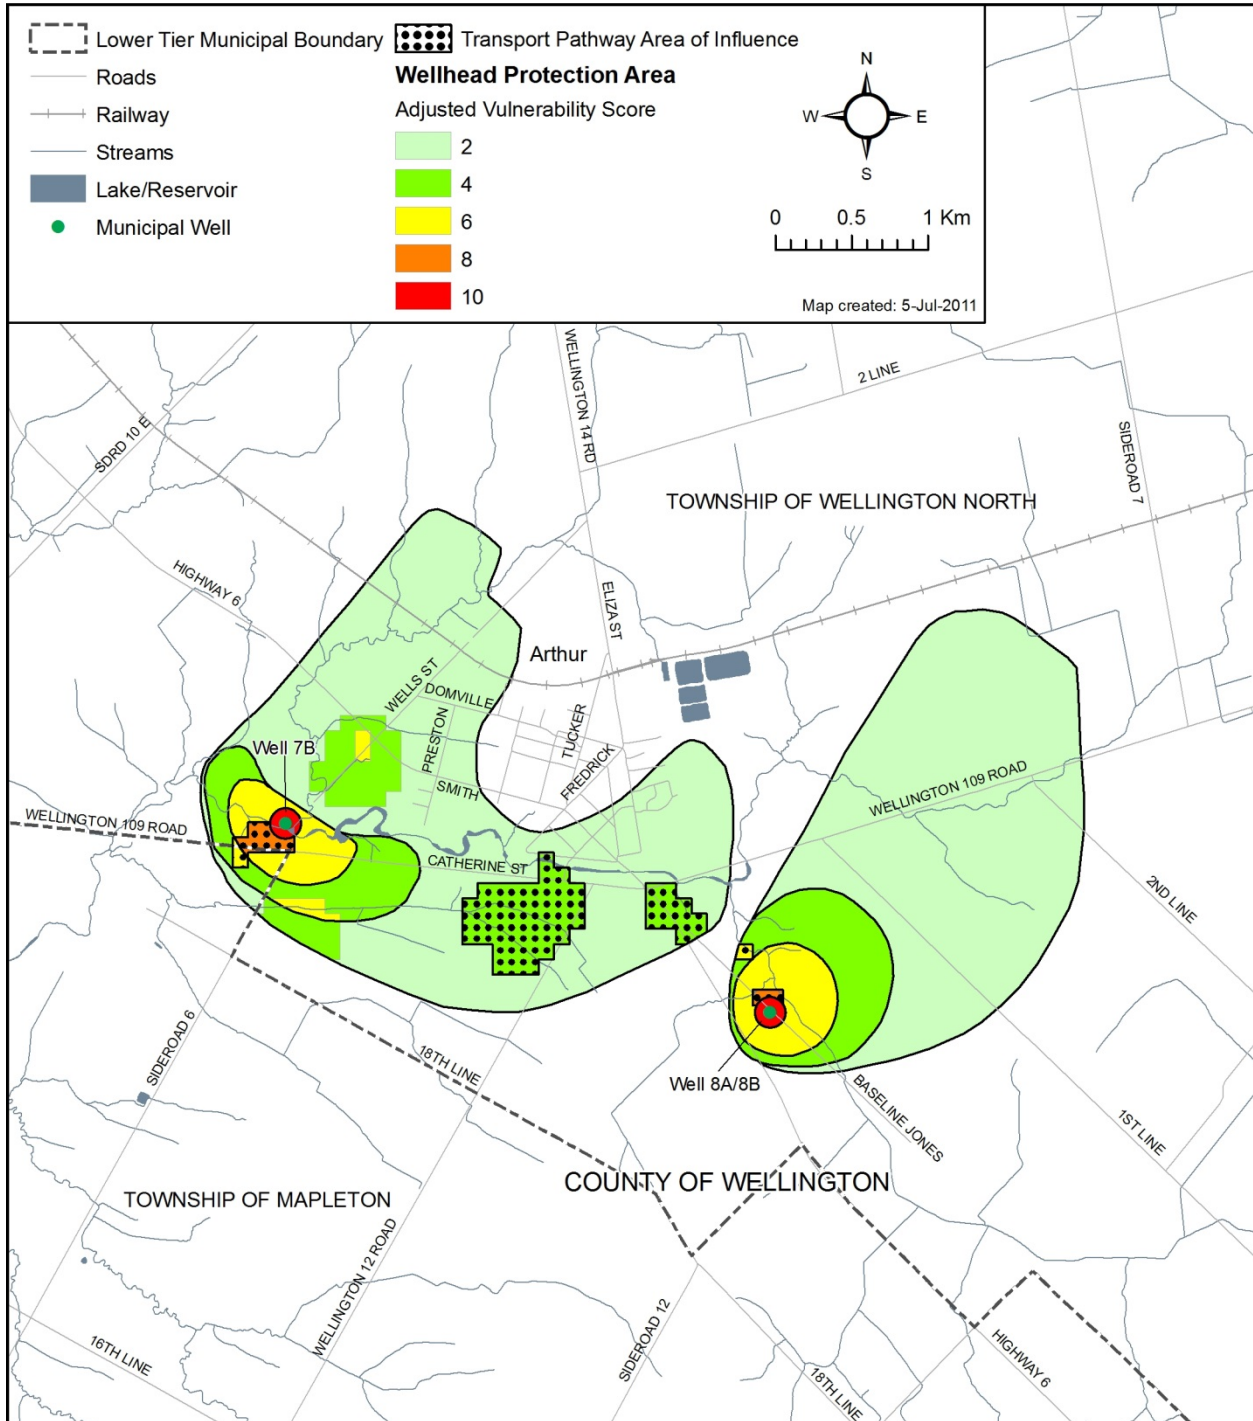 Lower Tier Municipal Boundary
Roads
Railway
Streams
Lake/Reservoir
Municipal Well
Transport Pathway Area of Influence
Wellhead Protection Area
Adjusted Vulnerability Score
2
4
6
8
10
N
W
E
S
0 0.5 1 Km
Map created: 5-Jul-2011
WELLINGTON 14 RD
2 LINE
SIDEROAD 7
SDRD 10 E
TOWNSHIP OF WELLINGTON NORTH
HIGHWAY 6
ELIZA ST
Arthur
WELLS ST
DOMVILLE
PRESTON
TUCKER
FREDRICK
SMITH
Well 7B
WELLINGTON 109 ROAD
WELLINGTON 109 ROAD
CATHERINE ST
2ND LINE
SIDEROAD 6
18TH LINE
Well 8A/8B
BASELINE JONES
1ST LINE
COUNTY OF WELLINGTON
TOWNSHIP OF MAPLETON
WELLINGTON 12 ROAD
SIDEROAD 12
16TH LINE
18TH LINE
HIGHWAY 6